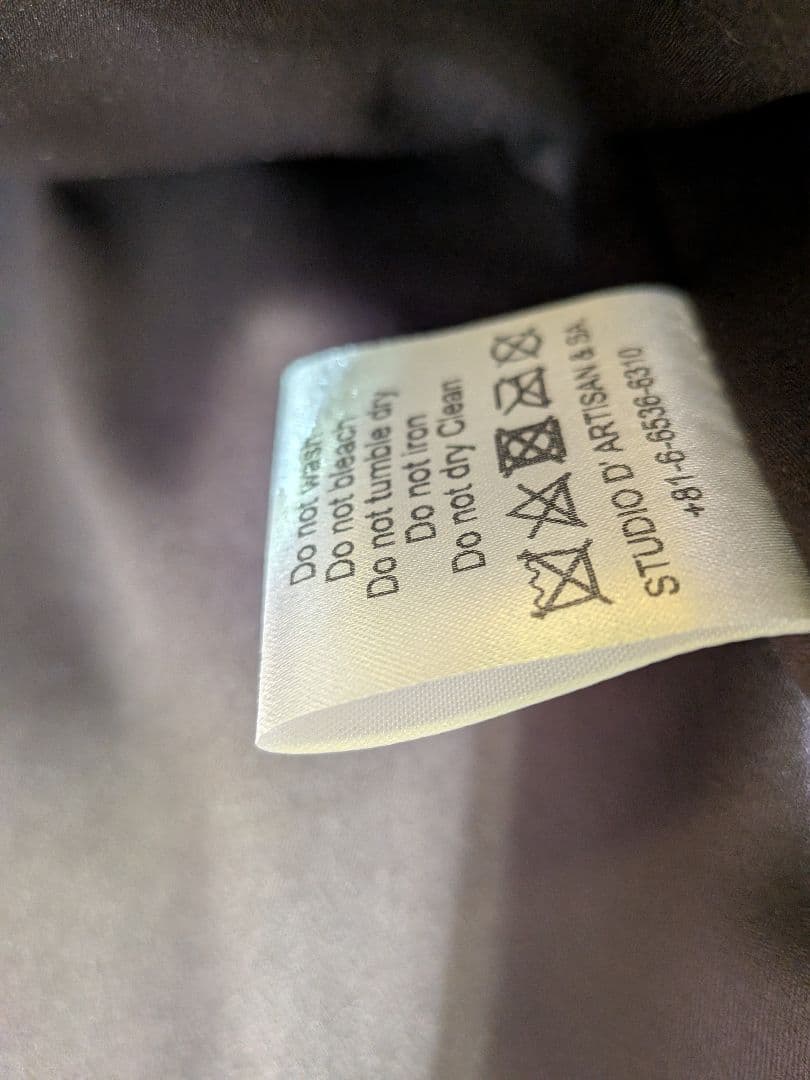 Do not wash
Do not bleach
Do not tumble dry
Do not iron
Do not dry Clean
STUDIO D' ARTISAN & SA
+81-6-6536-6310